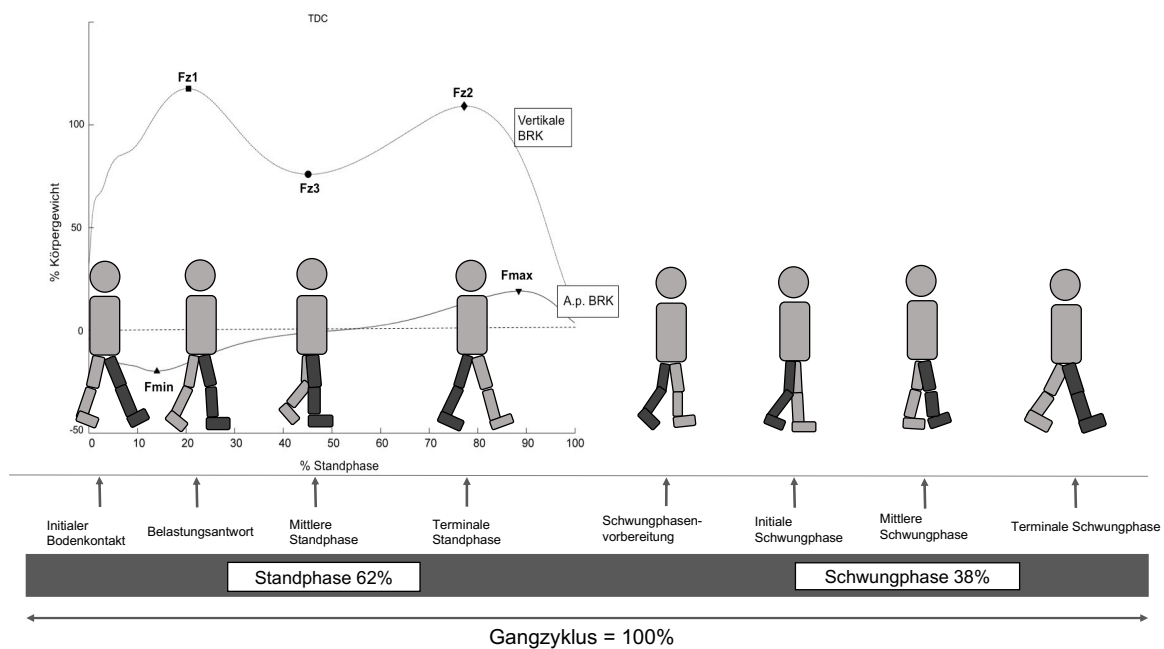 TDC
Fz1
Fz2
100
Vertikale
BRK
Fz3
% Körpergewicht
50
Fmax
A.p. BRK
0
Fmin
-50
0 10 20 30 40 50 60 70 80 90 100
% Standphase
Initialer
Bodenkontakt
Belastungsantwort
Mittlere
Standphase
Terminale
Standphase
Schwungphasen-
vorbereitung
Initiale
Schwungphase
Mittlere
Schwungphase
Terminale Schwungphase
Standphase 62%
Schwungphase 38%
Gangzyklus = 100%